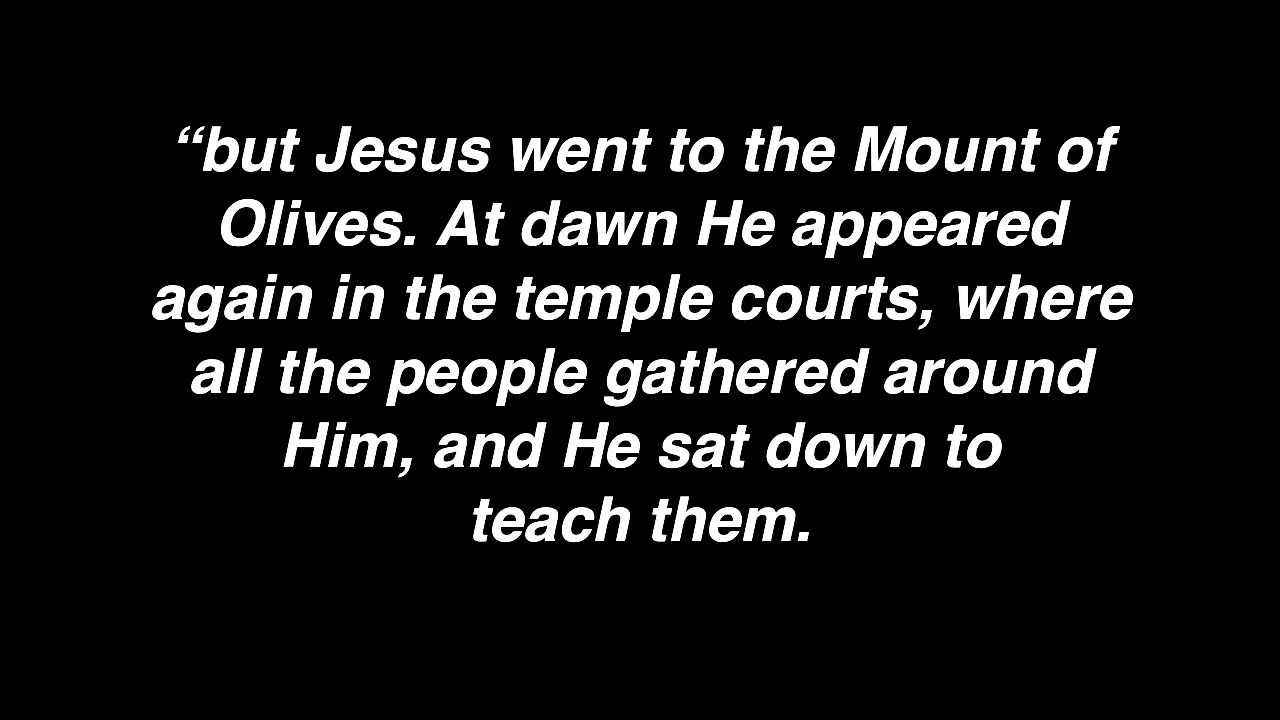 “but Jesus went to the Mount of
Olives. At dawn He appeared
again in the temple courts, where
all the people gathered around
Him, and He sat down to
teach them.